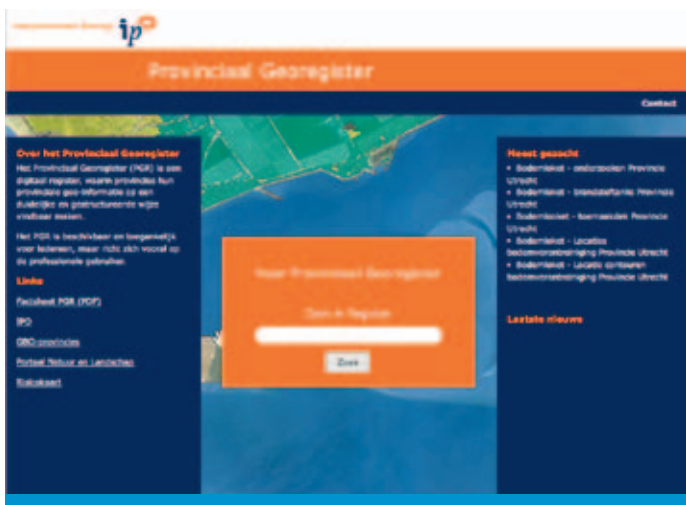 ip
Provinciaal Georegister
Contact
Over het Provinciaal Georegister
Het Provinciaal Georegister (PGR) is een
digitaal register, waarin provincies hun
provinciale geo-informatie op een
duidelijke en gestructureerde wijze
vindbaar maken.
Het PGR is beschikbaar en toegankelijk
voor iedereen, maar richt zich vooral op
de professionele gebruiker.
Links
Factsheet PGR (PDF)
IPO
GBO-provincies
Portaal Natuur en Landschap
Risicokaart
Naar Provinciaal Georegister
Zoek in Register
Zoek
Meest gezocht
• Bodemloket - onderzoeken Provincie
Utrecht
• Bodemloket - Provincie
Utrecht
• Bodemloket - Provincie
Utrecht
• Bodemloket - Locaties
bodemverontreiniging Provincie Utrecht
• Bodemloket - Locatie contouren
bodemverontreiniging Provincie Utrecht
Laatste nieuws